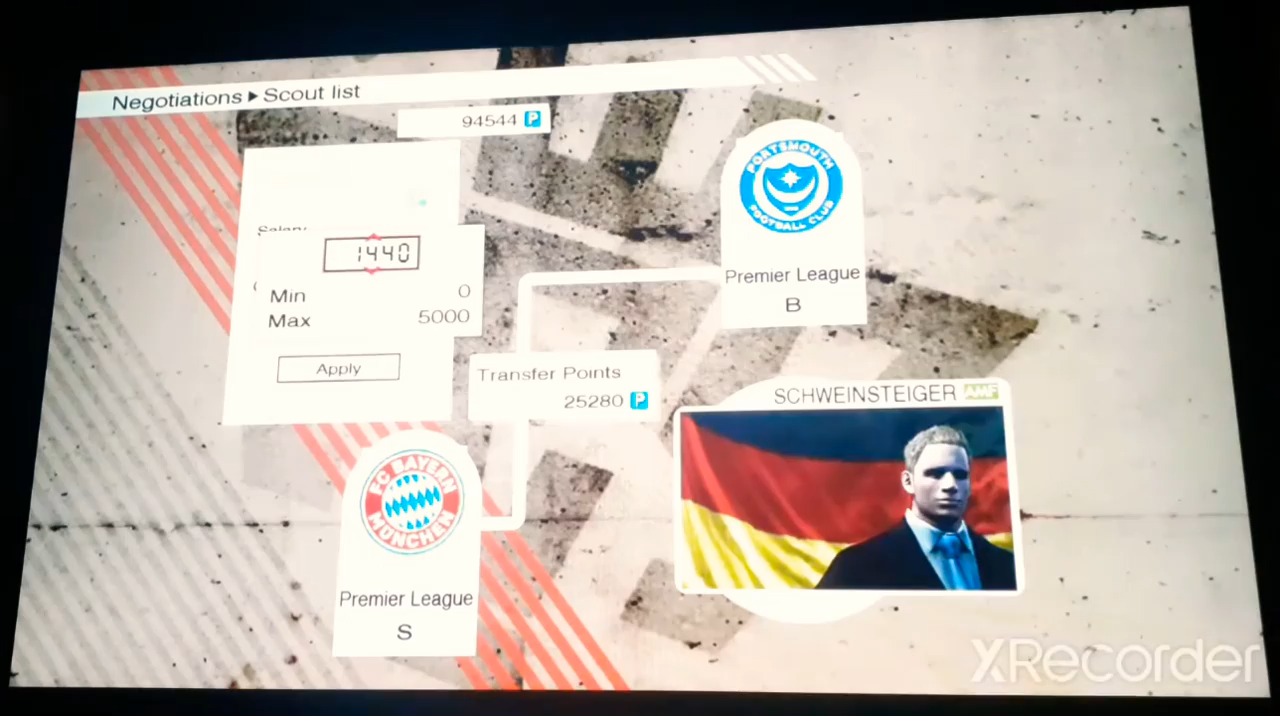 Negotiations ▶ Scout list
94544 P
Salary
1440
Min 0
Max 5000
Apply
Transfer Points
25280 P
PORTSMOUTH
FOOTBALL CLUB
Premier League
B
SCHWEINSTEIGER AMF
FC BAYERN
MÜNCHEN
Premier League
S
XRecorder